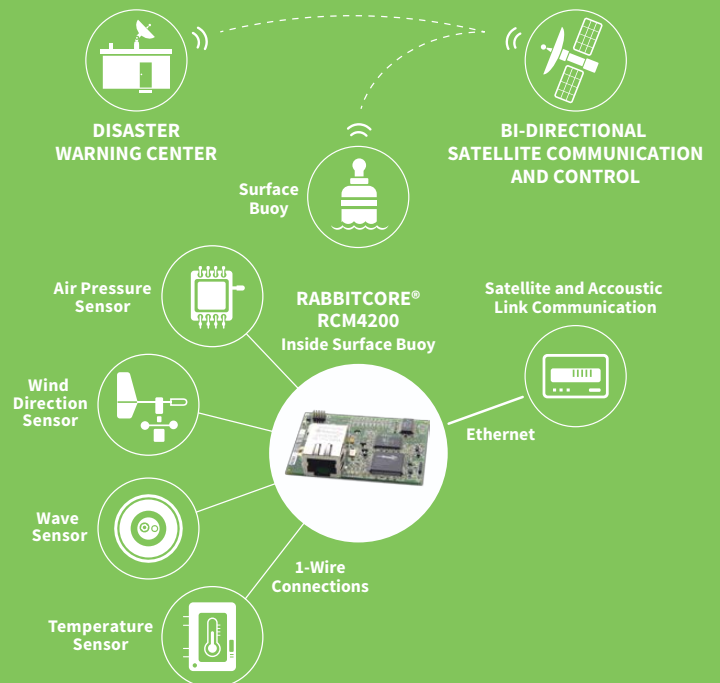 DISASTER
WARNING CENTER
BI-DIRECTIONAL
SATELLITE COMMUNICATION
AND CONTROL
Surface
Buoy
Air Pressure
Sensor
RABBITCORE®
RCM4200
Inside Surface Buoy
Satellite and Accoustic
Link Communication
Wind
Direction
Sensor
Ethernet
Wave
Sensor
1-Wire
Connections
Temperature
Sensor